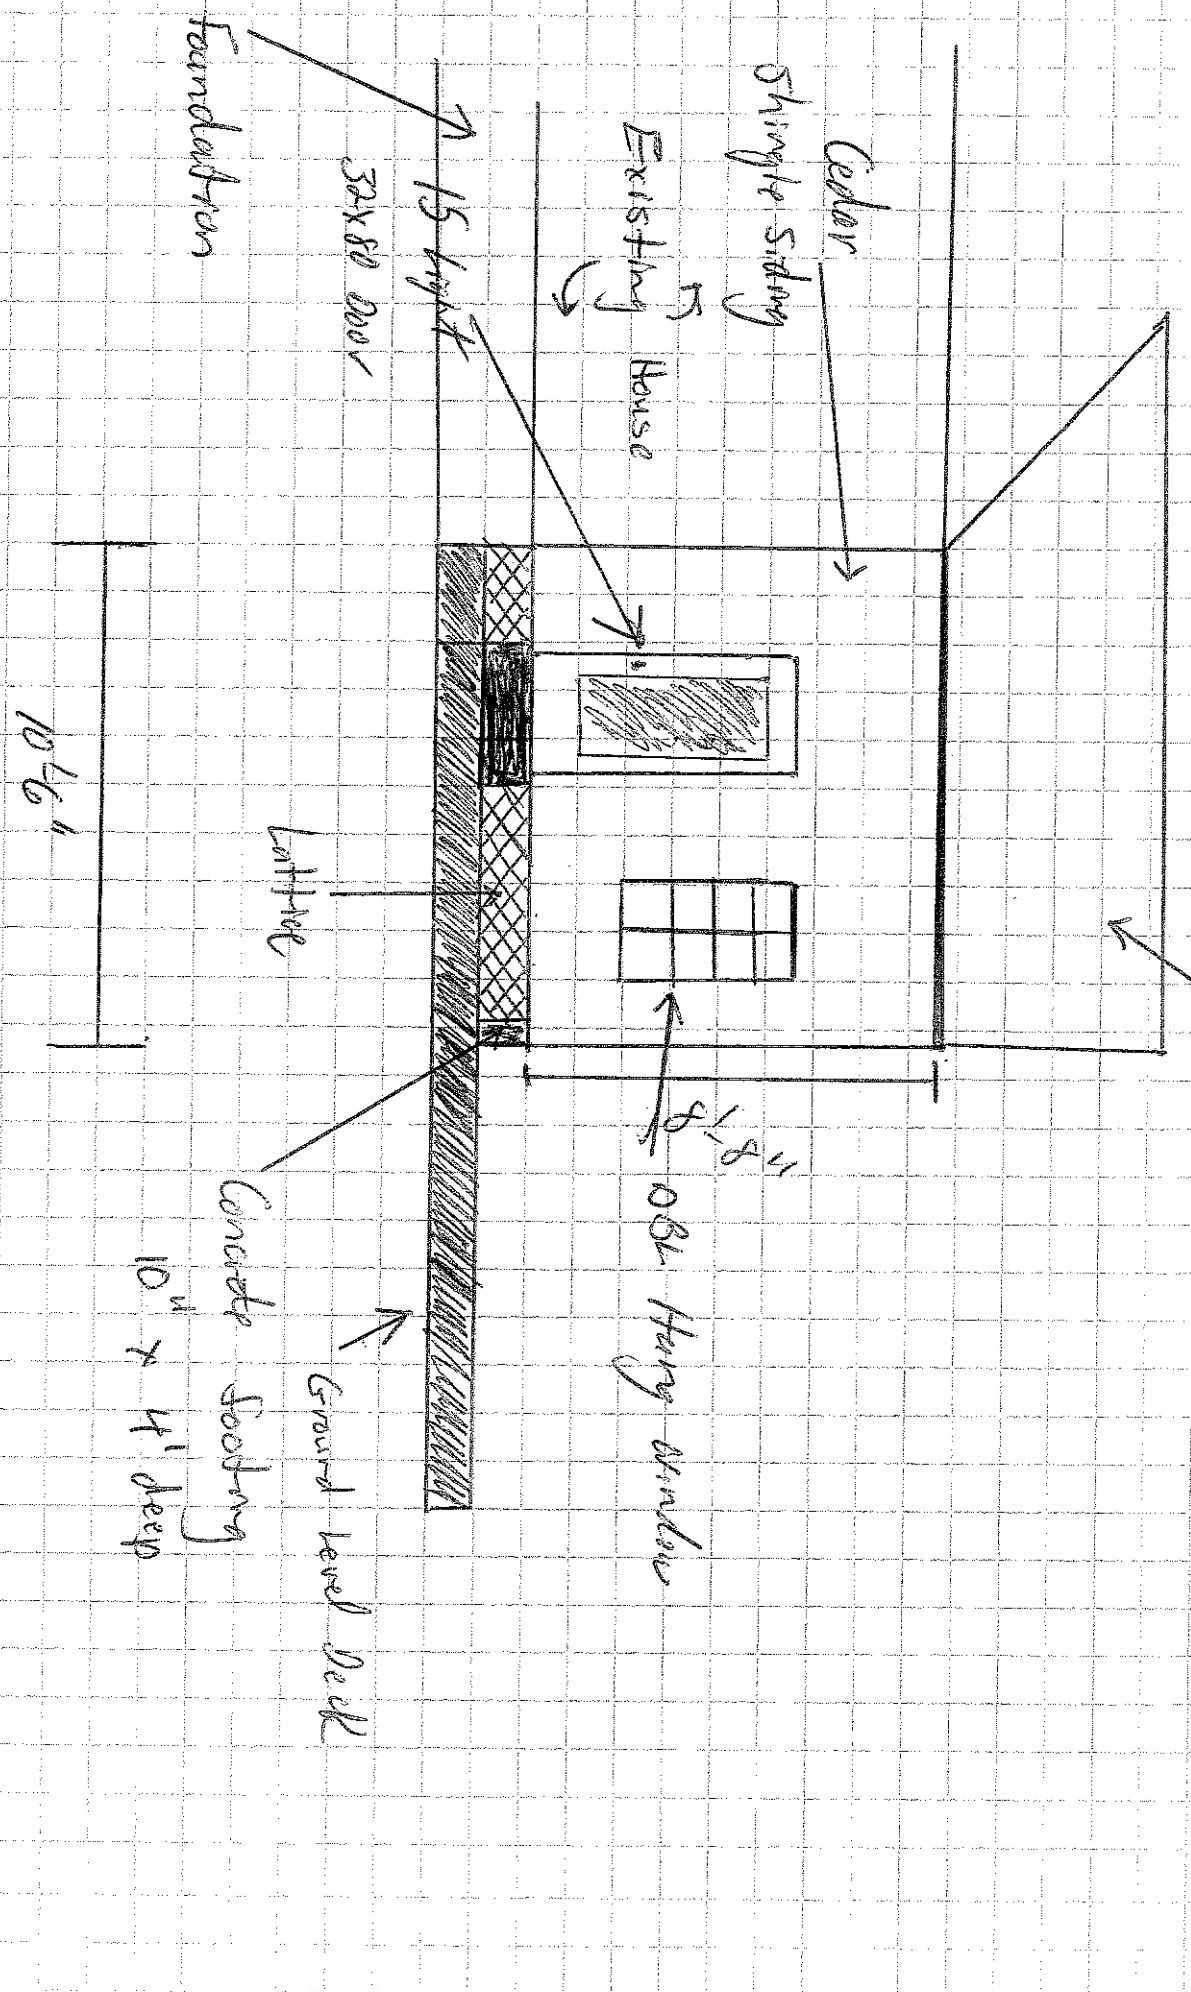 Cedar
Shingle Siding
Existing House
15 Light
32x80 Door
Foundation
8'-8"
DBL Hung Window
Lattice
Ground Level Deck
Concrete footing
10" x 4' deep
10'6"